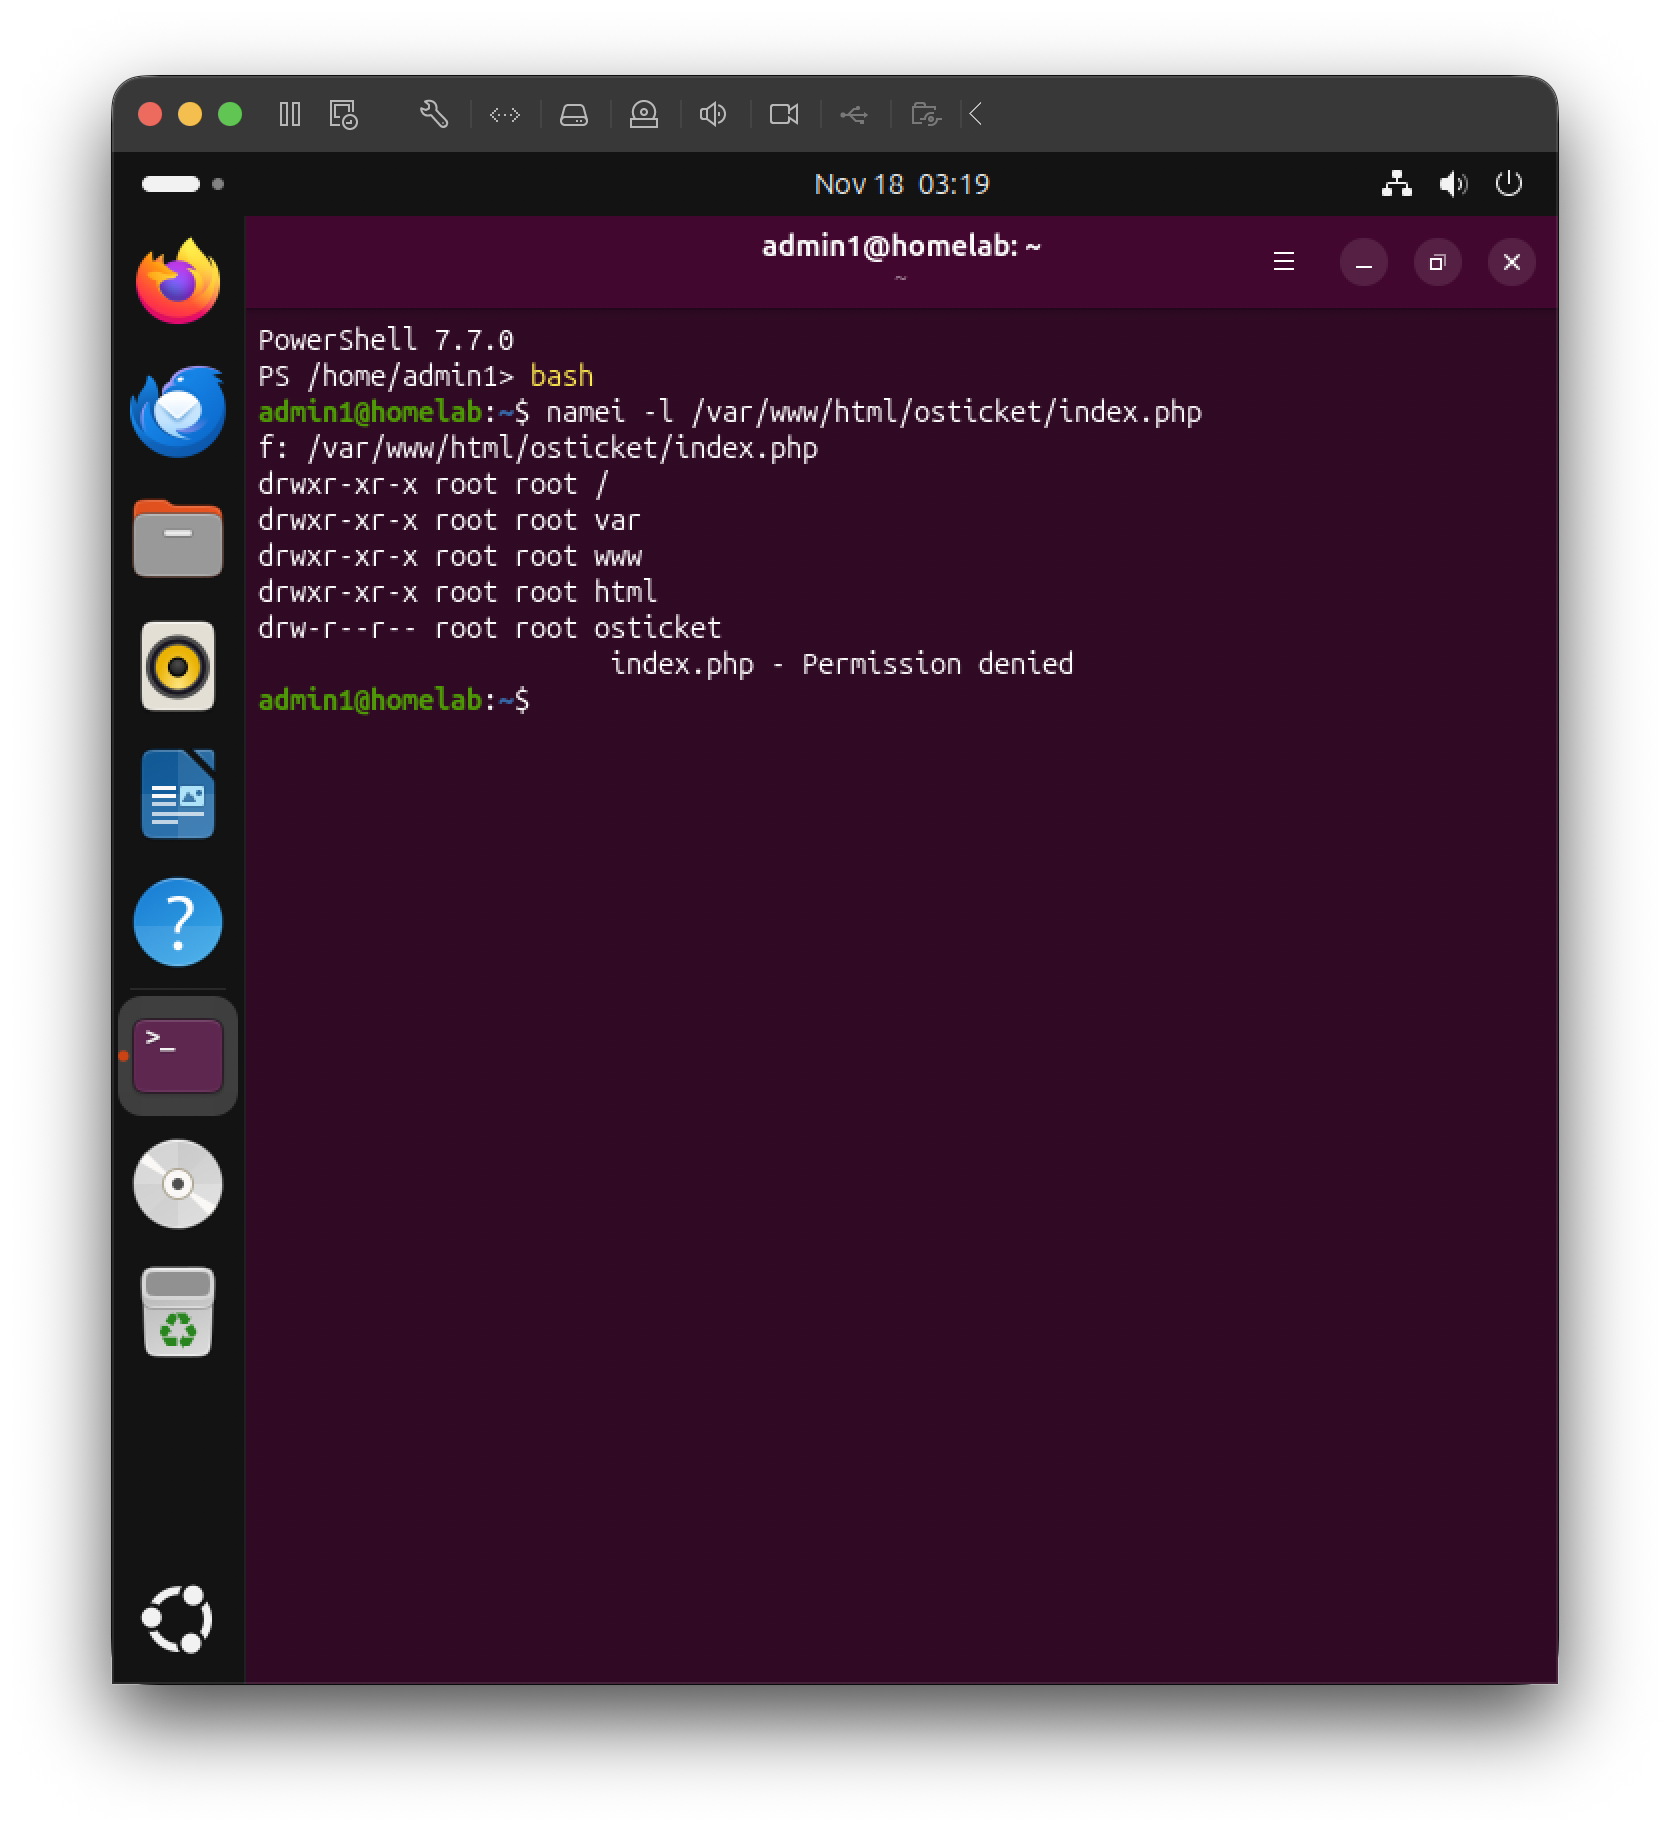 Nov 18 03:19
admin1@homelab: ~
~
PowerShell 7.7.0
PS /home/admin1> bash
admin1@homelab:~$ namei -l /var/www/html/osticket/index.php
f: /var/www/html/osticket/index.php
drwxr-xr-x root root /
drwxr-xr-x root root var
drwxr-xr-x root root www
drwxr-xr-x root root html
drw-r--r-- root root osticket
                      index.php - Permission denied
admin1@homelab:~$